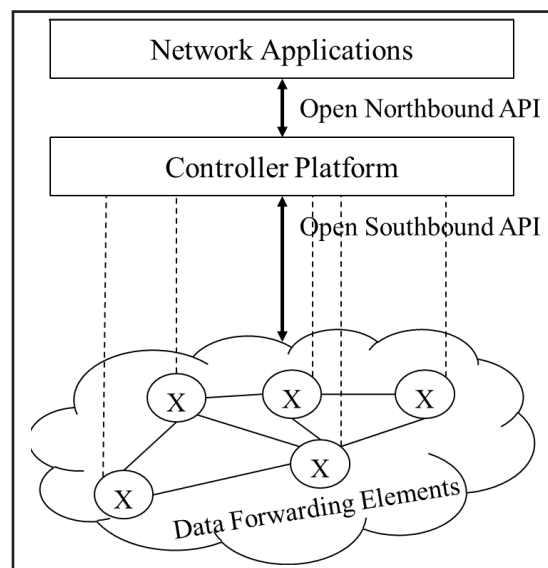 Network Applications
Open Northbound API
Controller Platform
Open Southbound API
X
X
X
X
X
Data Forwarding Elements